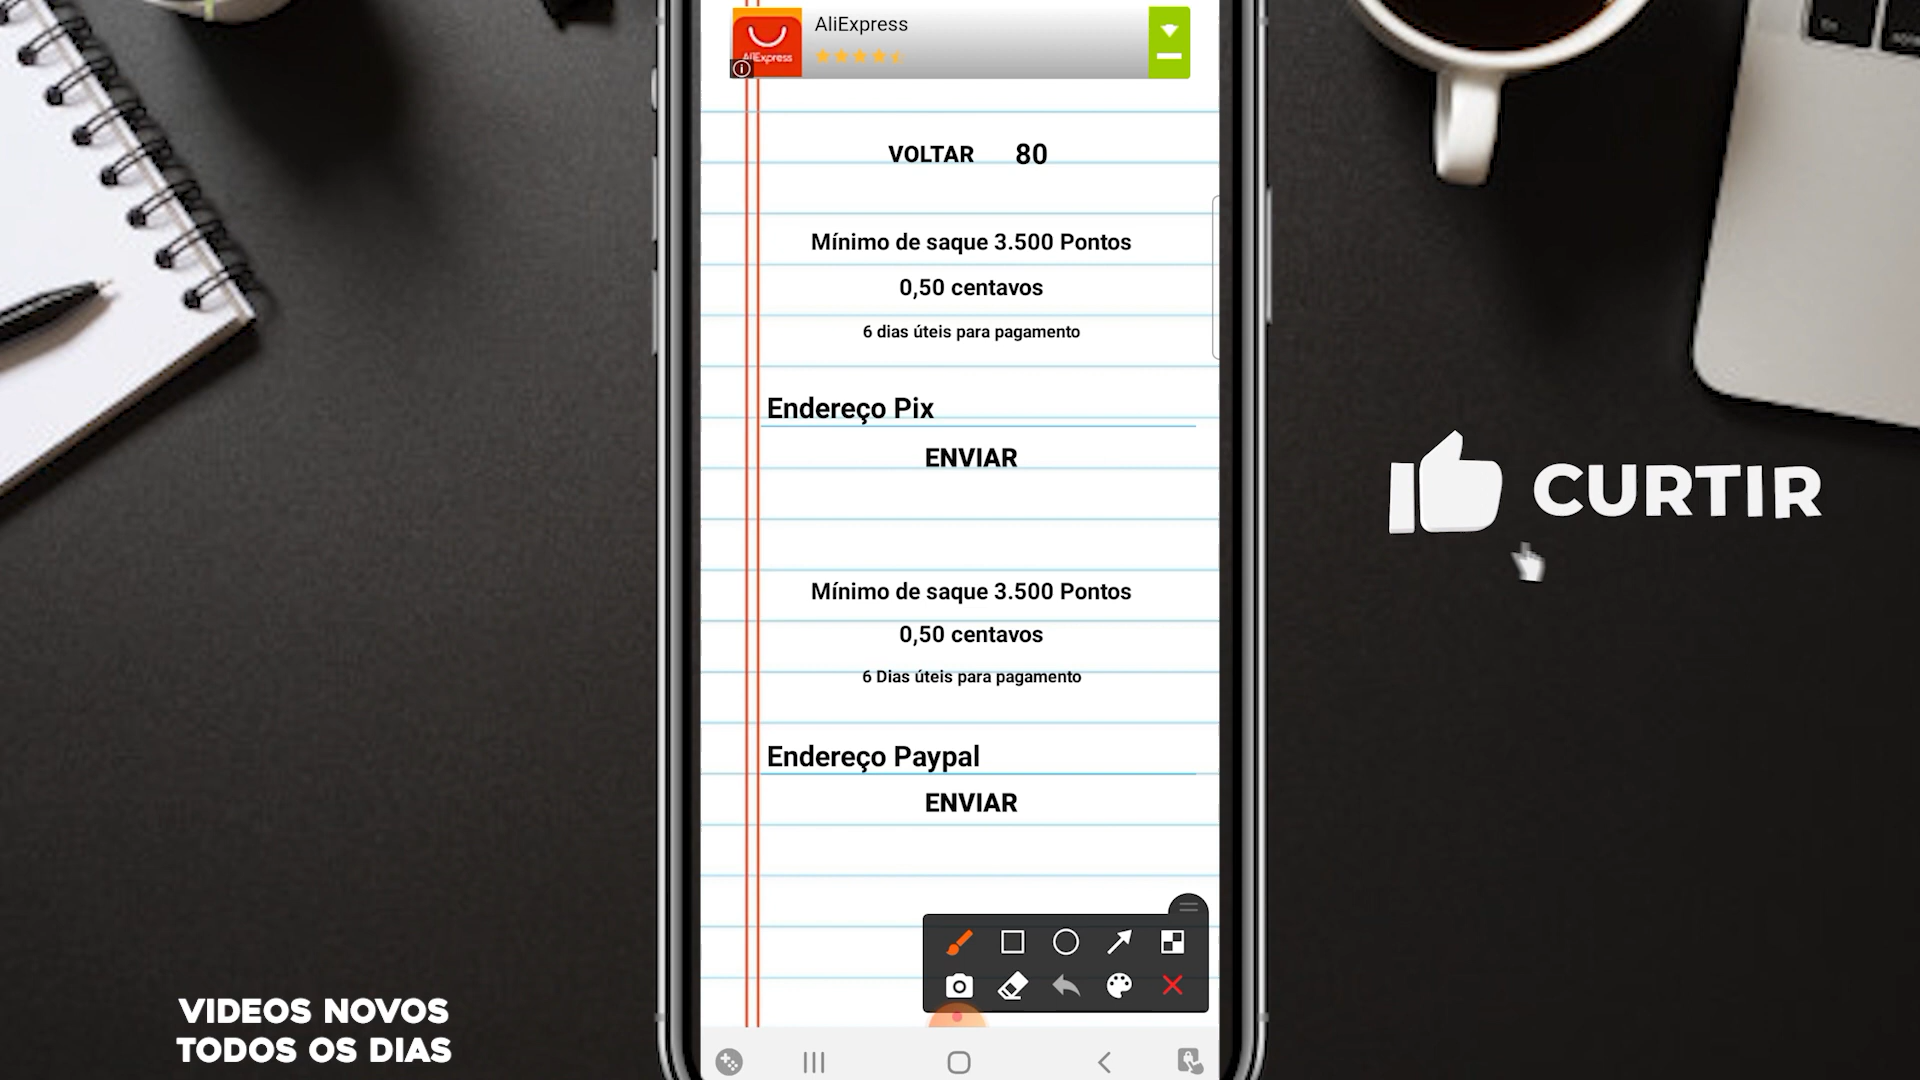 AliExpress
AliExpress
VOLTAR 80
Mínimo de saque 3.500 Pontos
0,50 centavos
6 dias úteis para pagamento
Endereço Pix
ENVIAR
CURTIR
Mínimo de saque 3.500 Pontos
0,50 centavos
6 Dias úteis para pagamento
Endereço Paypal
ENVIAR
VIDEOS NOVOS
TODOS OS DIAS